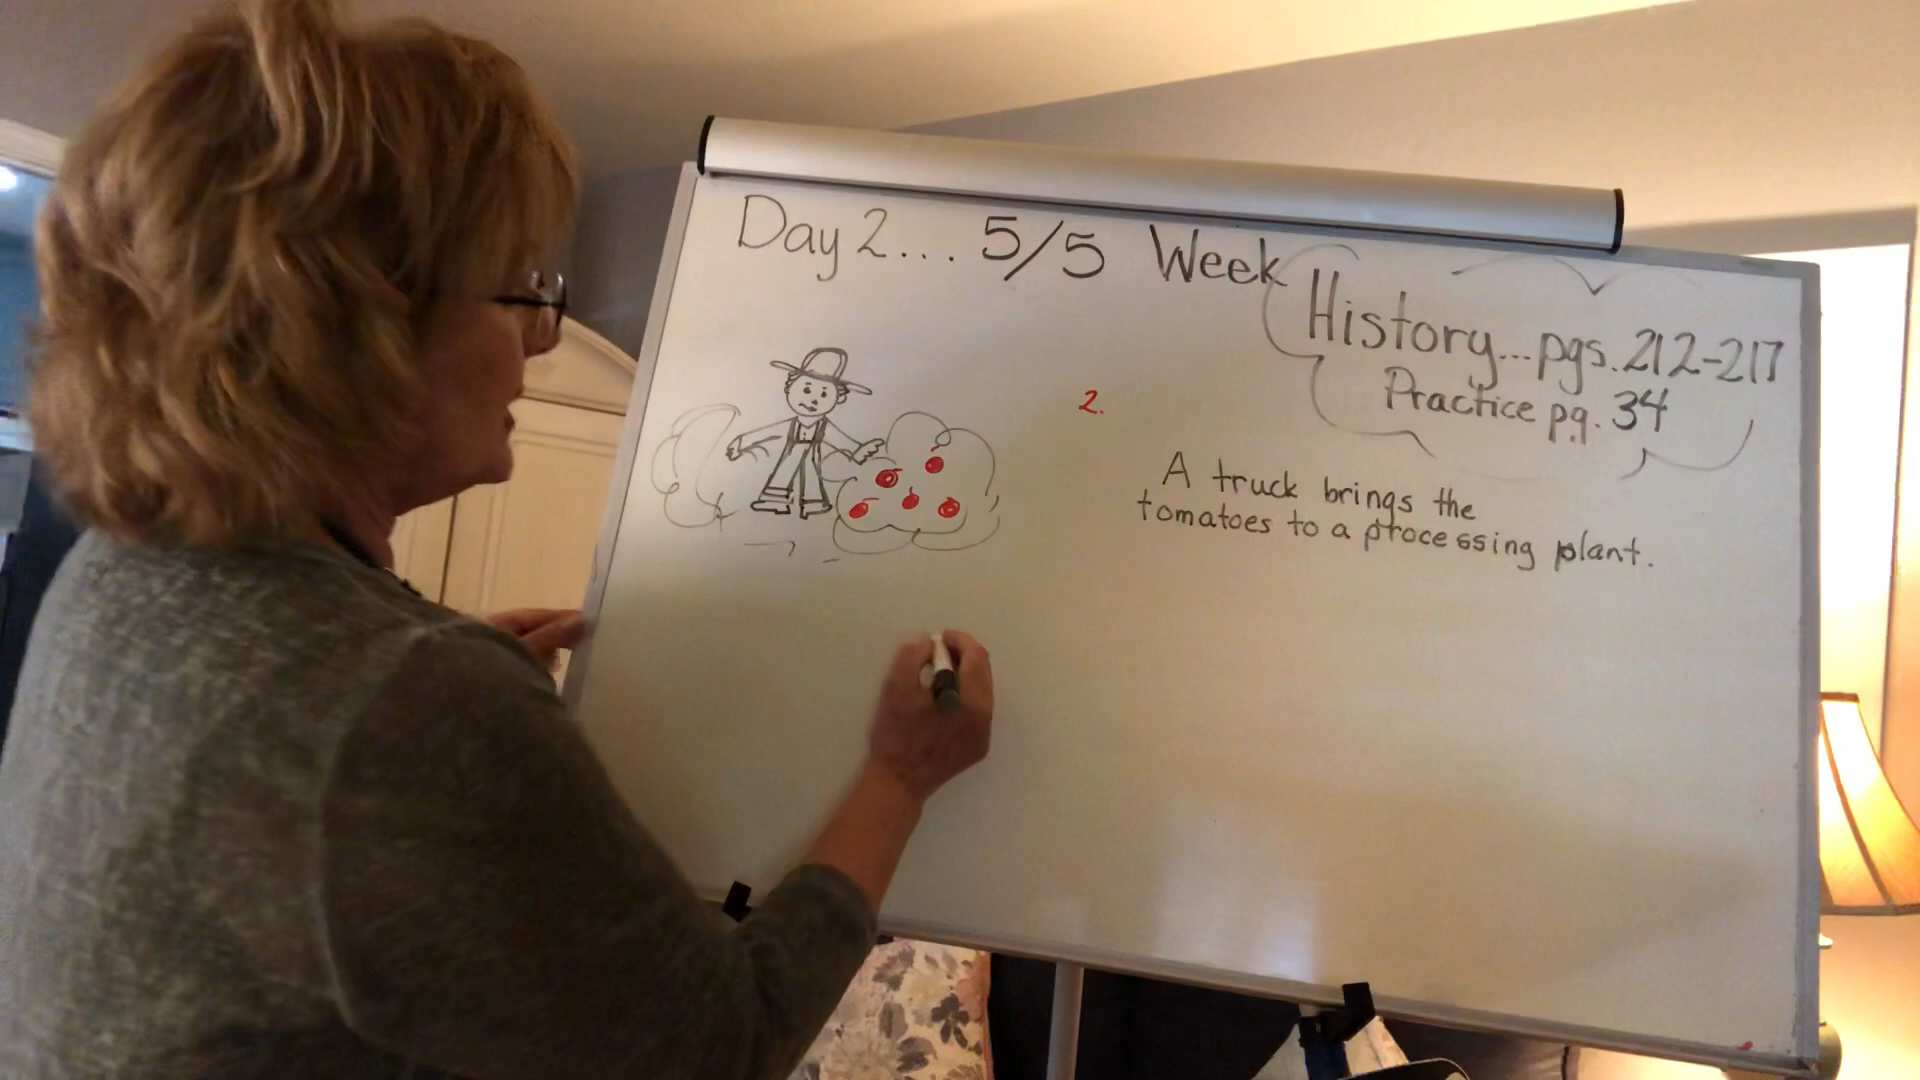 Day 2... 5/5 Week
History...pgs. 212-217
Practice pg. 34
2.
A truck brings the
tomatoes to a processing plant.